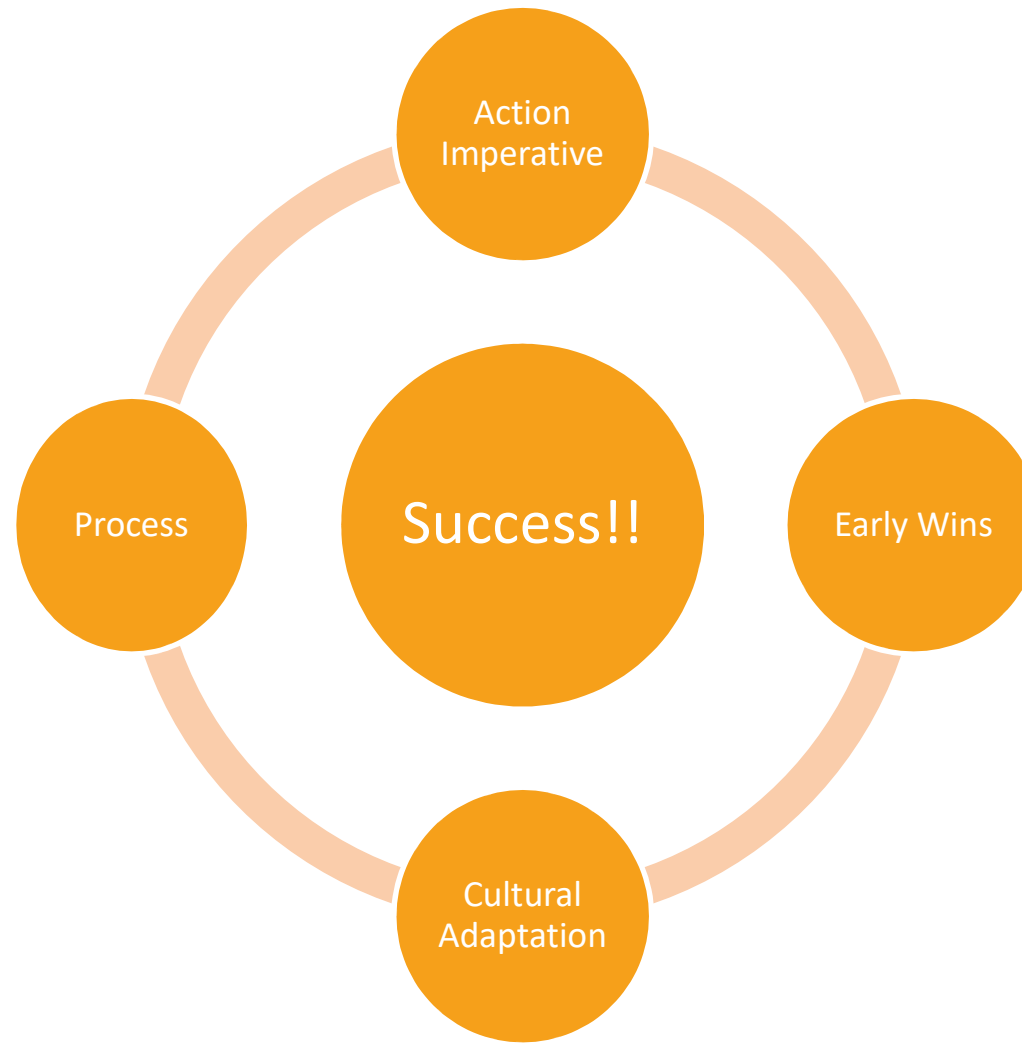 Action
Imperative
Process
Success!!
Early Wins
Cultural
Adaptation